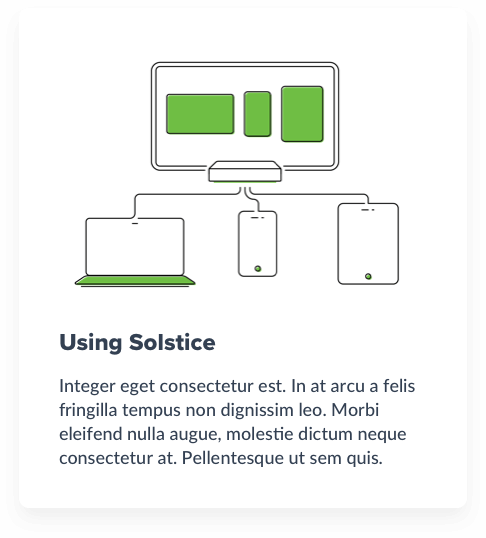 Using Solstice
Integer eget consectetur est. In at arcu a felis
fringilla tempus non dignissim leo. Morbi
eleifend nulla augue, molestie dictum neque
consectetur at. Pellentesque ut sem quis.